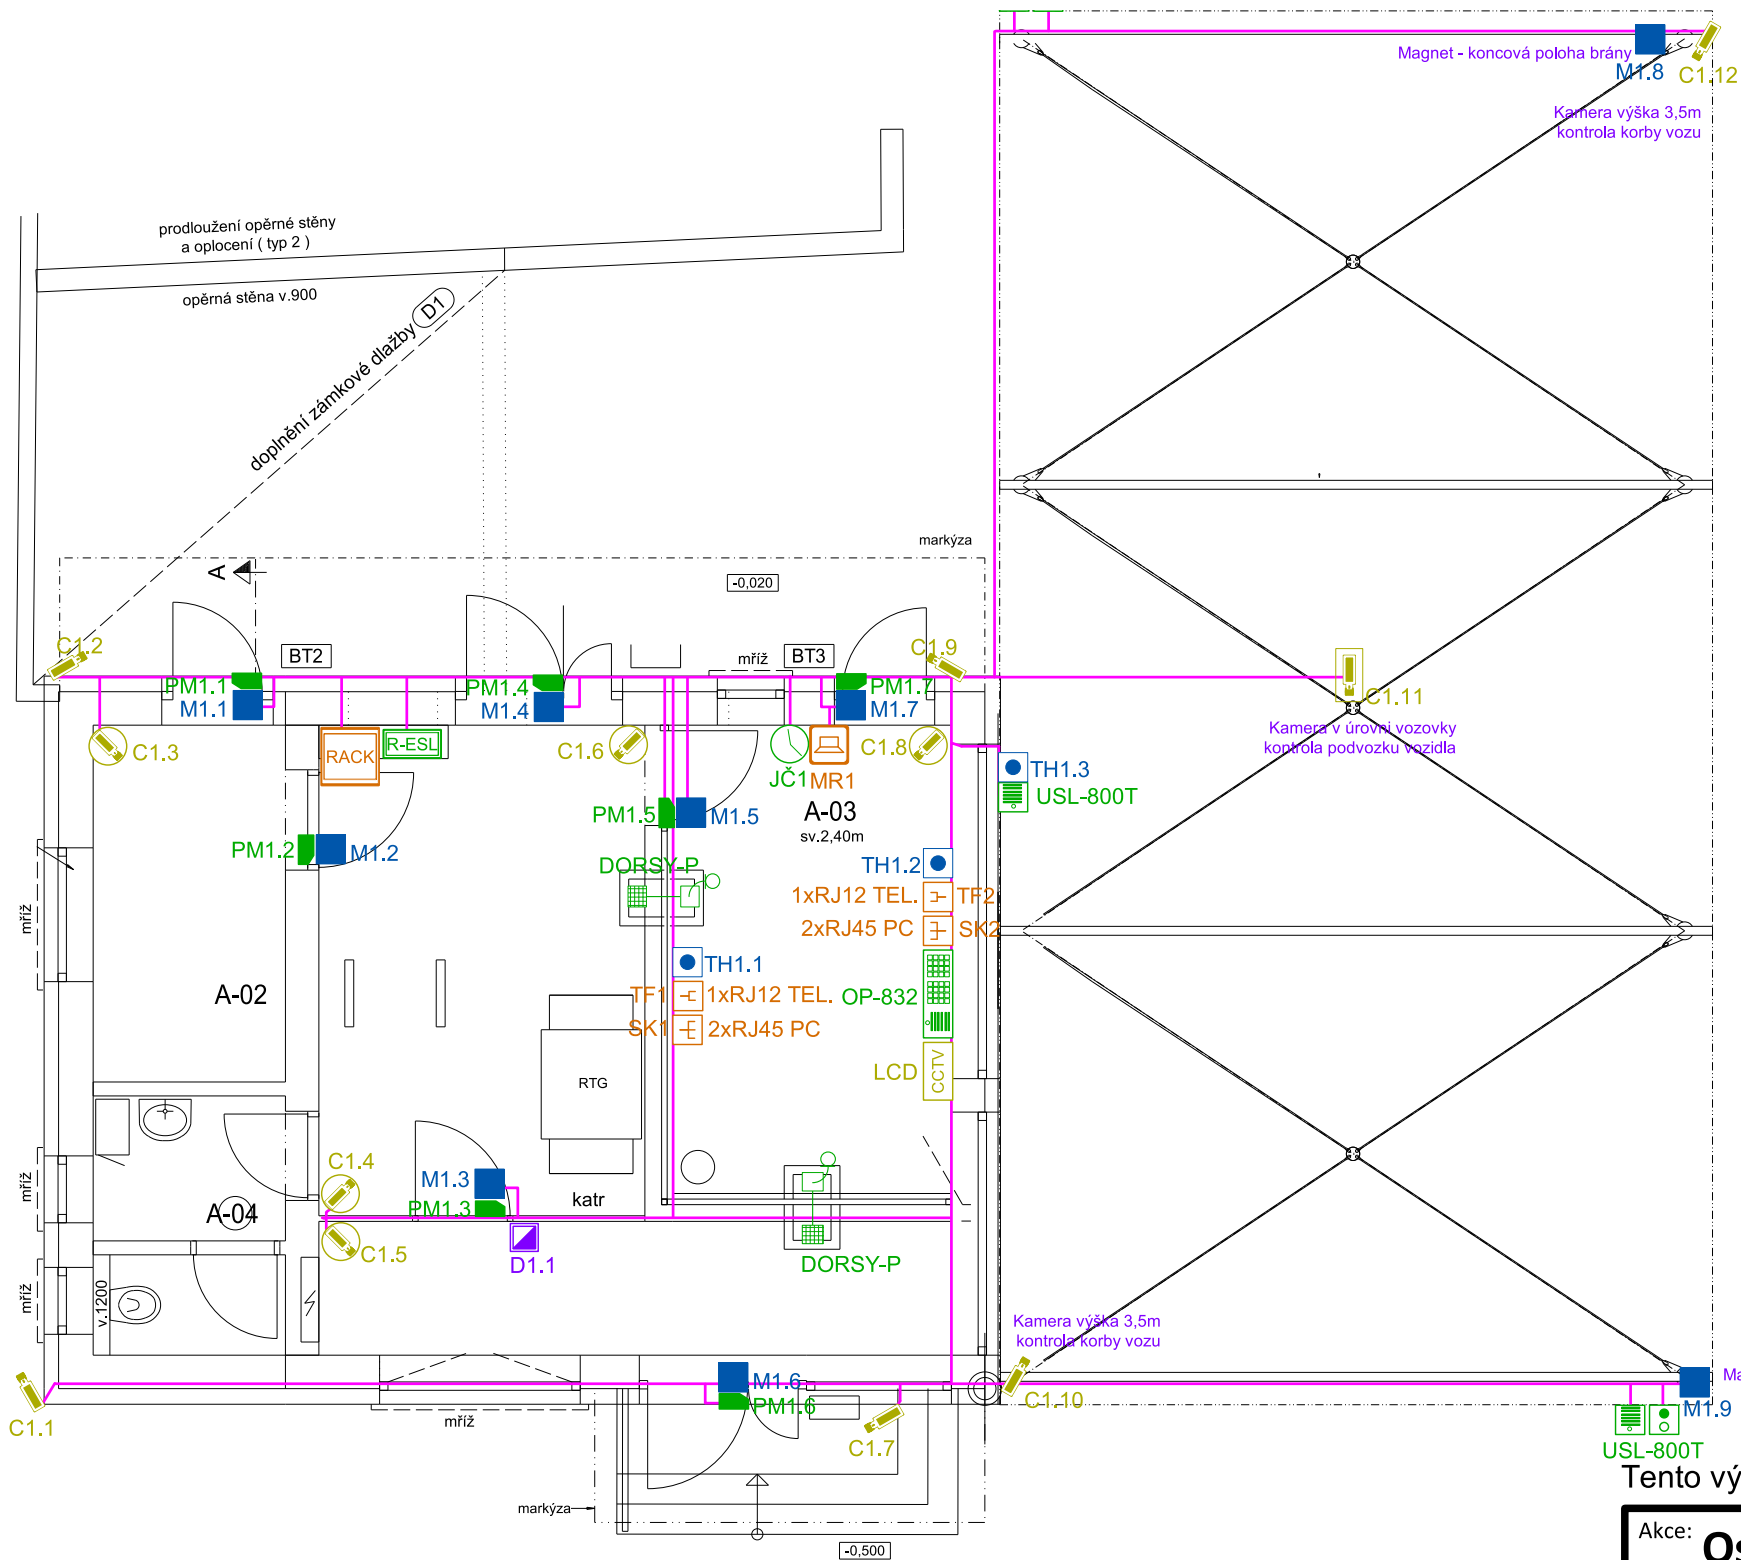 Magnet - koncová poloha brány
M1.8
C1.12
Kamera výška 3,5m
kontrola korby vozu
prodloužení opěrné stěny
a oplocení ( typ 2 )
opěrná stěna v.900
doplnění zámkové dlažby
D1
markýza
A
-0,020
C1.2
BT2
mříž
BT3
C1.9
PM1.1
M1.1
PM1.4
M1.4
PM1.7
M1.7
C1.11
Kamera v úrovni vozovky
kontrola podvozku vozidla
C1.3
RACK
R-ESL
C1.6
JČ1
MR1
C1.8
TH1.3
USL-800T
PM1.5
M1.5
A-03
sv.2,40m
PM1.2
M1.2
DORSY-P
TH1.2
1xRJ12 TEL.
TF2
2xRJ45 PC
SK2
mříž
A-02
TH1.1
TF1
1xRJ12 TEL.
OP-832
SK1
2xRJ45 PC
LCD
CCTV
RTG
C1.4
M1.3
PM1.3
katr
mříž
A-04
C1.5
D1.1
DORSY-P
mříž
v.1200
Kamera výška 3,5m
kontrola korby vozu
C1.10
M1.6
PM1.6
Ma
M1.9
C1.1
mříž
C1.7
USL-800T
Tento vý
markýza
-0,500
Akce:
Os